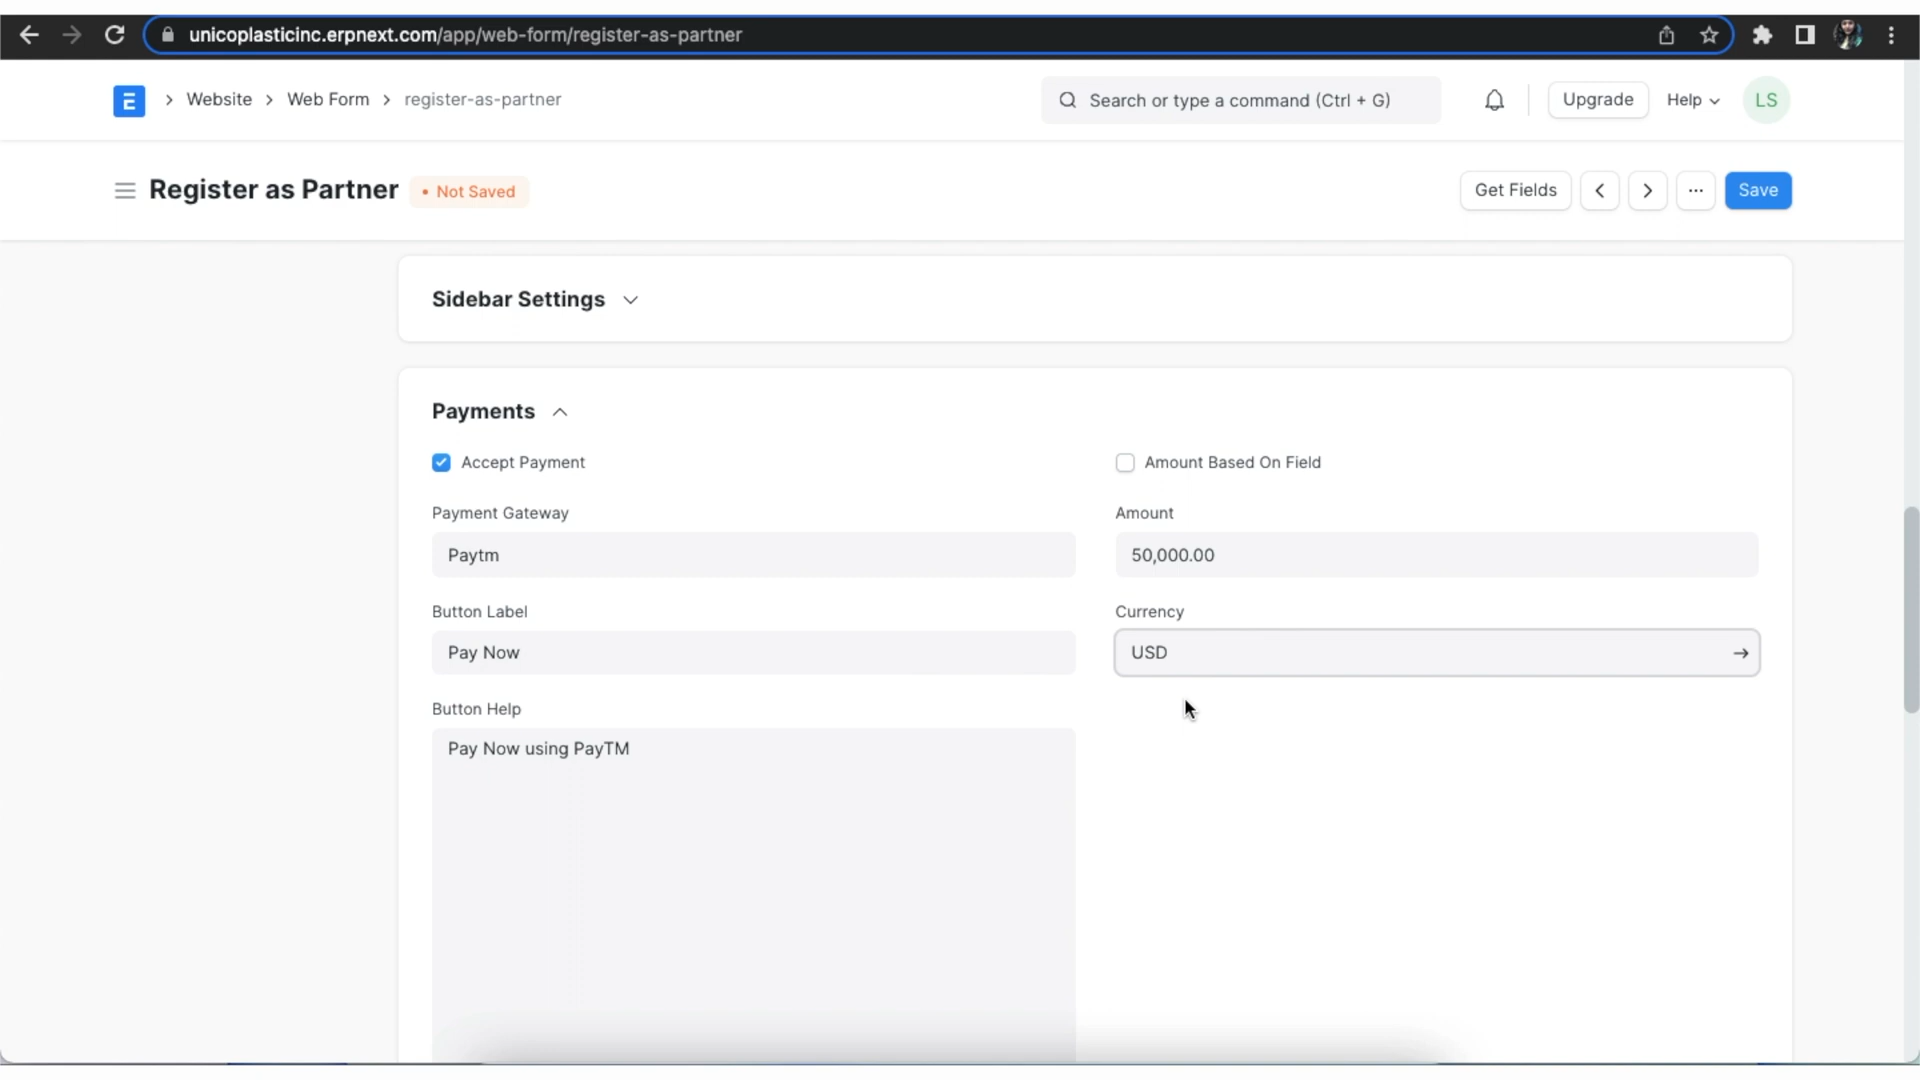 unicoplasticinc.erpnext.com/app/web-form/register-as-partner
E
Website
Web Form
register-as-partner
Search or type a command (Ctrl + G)
Upgrade
Help
LS
Register as Partner
• Not Saved
Get Fields
...
Save
Sidebar Settings
Payments
Accept Payment
Amount Based On Field
Payment Gateway
Amount
Paytm
50,000.00
Button Label
Currency
Pay Now
USD
Button Help
Pay Now using PayTM